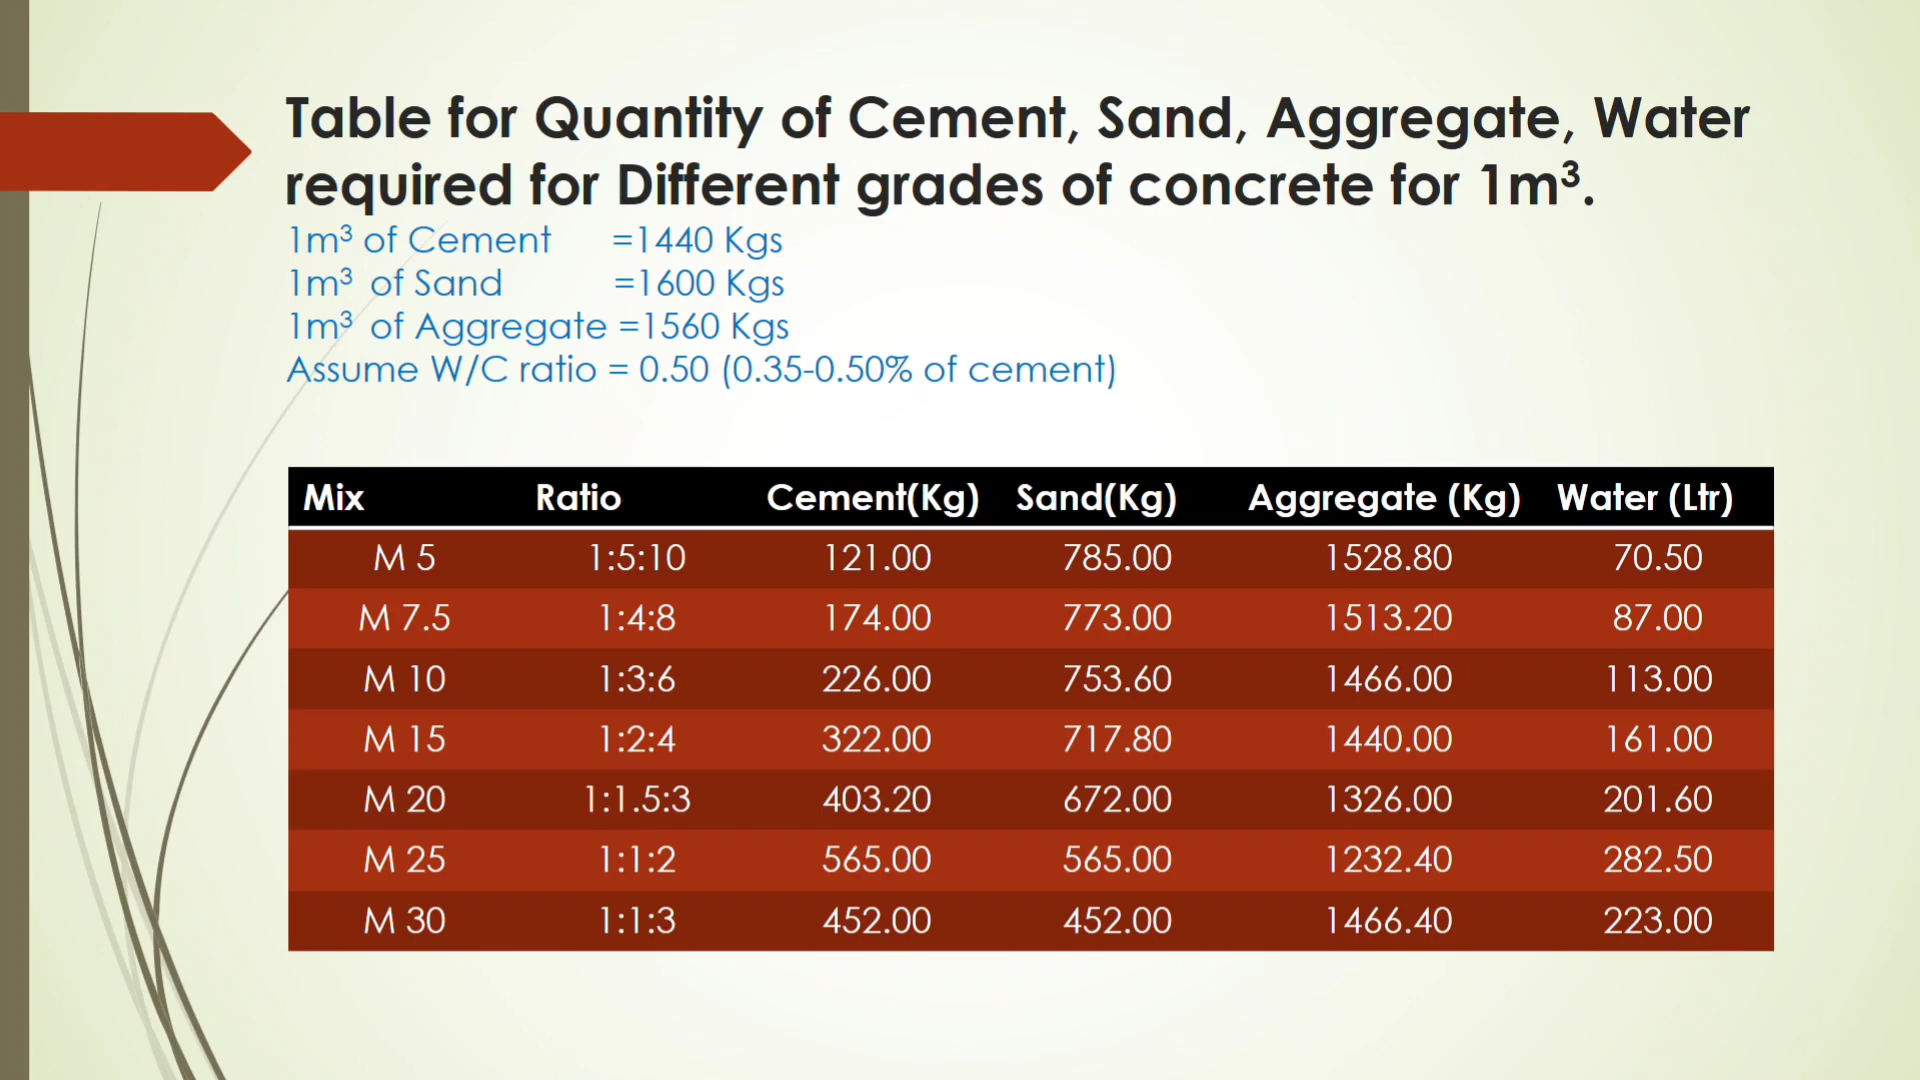 Table for Quantity of Cement, Sand, Aggregate, Water
required for Different grades of concrete for 1m³.
1m³ of Cement =1440 Kgs
1m³ of Sand =1600 Kgs
1m³ of Aggregate =1560 Kgs
Assume W/C ratio = 0.50 (0.35-0.50% of cement)
Mix Ratio Cement(Kg) Sand(Kg) Aggregate (Kg) Water (Ltr)
M 5 1:5:10 121.00 785.00 1528.80 70.50
M 7.5 1:4:8 174.00 773.00 1513.20 87.00
M 10 1:3:6 226.00 753.60 1466.00 113.00
M 15 1:2:4 322.00 717.80 1440.00 161.00
M 20 1:1.5:3 403.20 672.00 1326.00 201.60
M 25 1:1:2 565.00 565.00 1232.40 282.50
M 30 1:1:3 452.00 452.00 1466.40 223.00